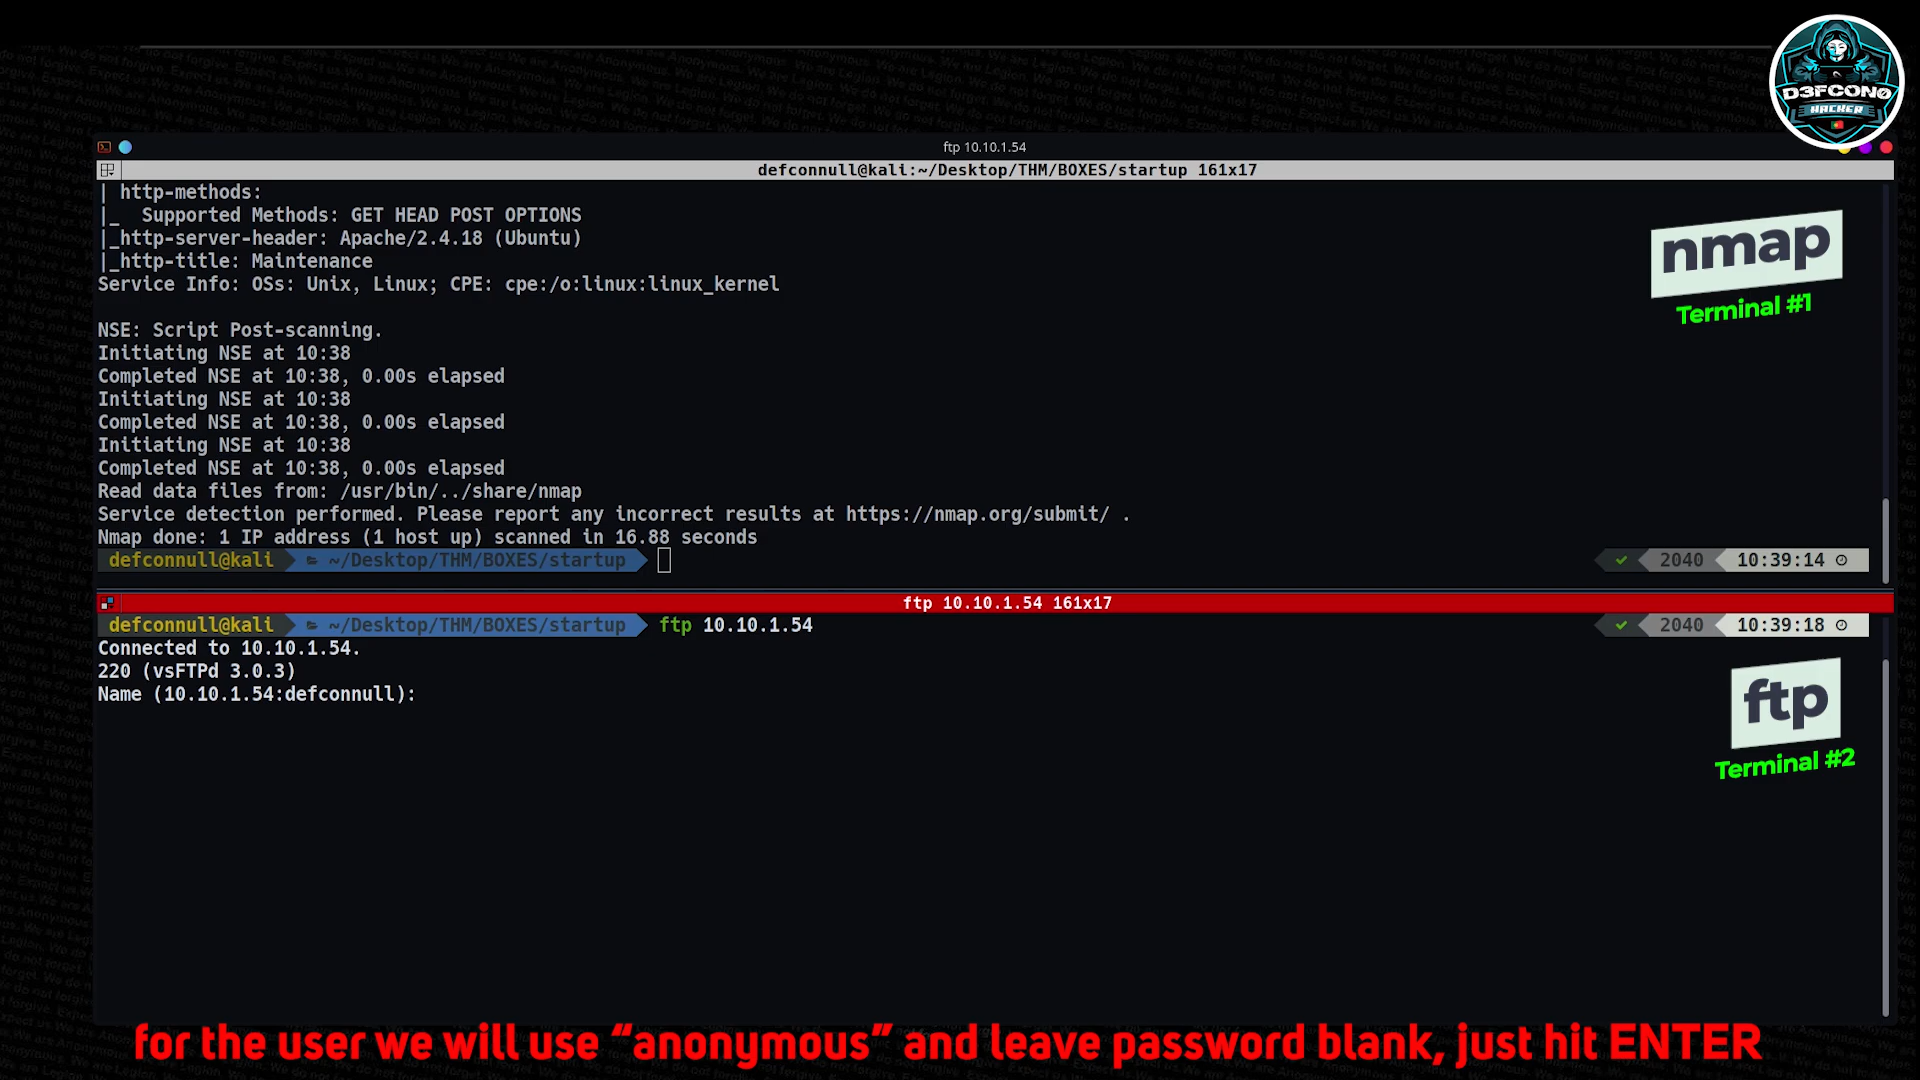 D3FCON0
HACKER
ftp 10.10.1.54
defconnull@kali:~/Desktop/THM/BOXES/startup 161x17
| http-methods:
|_  Supported Methods: GET HEAD POST OPTIONS
|_http-server-header: Apache/2.4.18 (Ubuntu)
|_http-title: Maintenance
Service Info: OSs: Unix, Linux; CPE: cpe:/o:linux:linux_kernel
nmap
Terminal #1
NSE: Script Post-scanning.
Initiating NSE at 10:38
Completed NSE at 10:38, 0.00s elapsed
Initiating NSE at 10:38
Completed NSE at 10:38, 0.00s elapsed
Initiating NSE at 10:38
Completed NSE at 10:38, 0.00s elapsed
Read data files from: /usr/bin/../share/nmap
Service detection performed. Please report any incorrect results at https://nmap.org/submit/ .
Nmap done: 1 IP address (1 host up) scanned in 16.88 seconds
defconnull@kali ~/Desktop/THM/BOXES/startup 2040 10:39:14
ftp 10.10.1.54 161x17
defconnull@kali ~/Desktop/THM/BOXES/startup ftp 10.10.1.54 2040 10:39:18
Connected to 10.10.1.54.
220 (vsFTPd 3.0.3)
Name (10.10.1.54:defconnull):
ftp
Terminal #2
for the user we will use “anonymous” and leave password blank, just hit ENTER